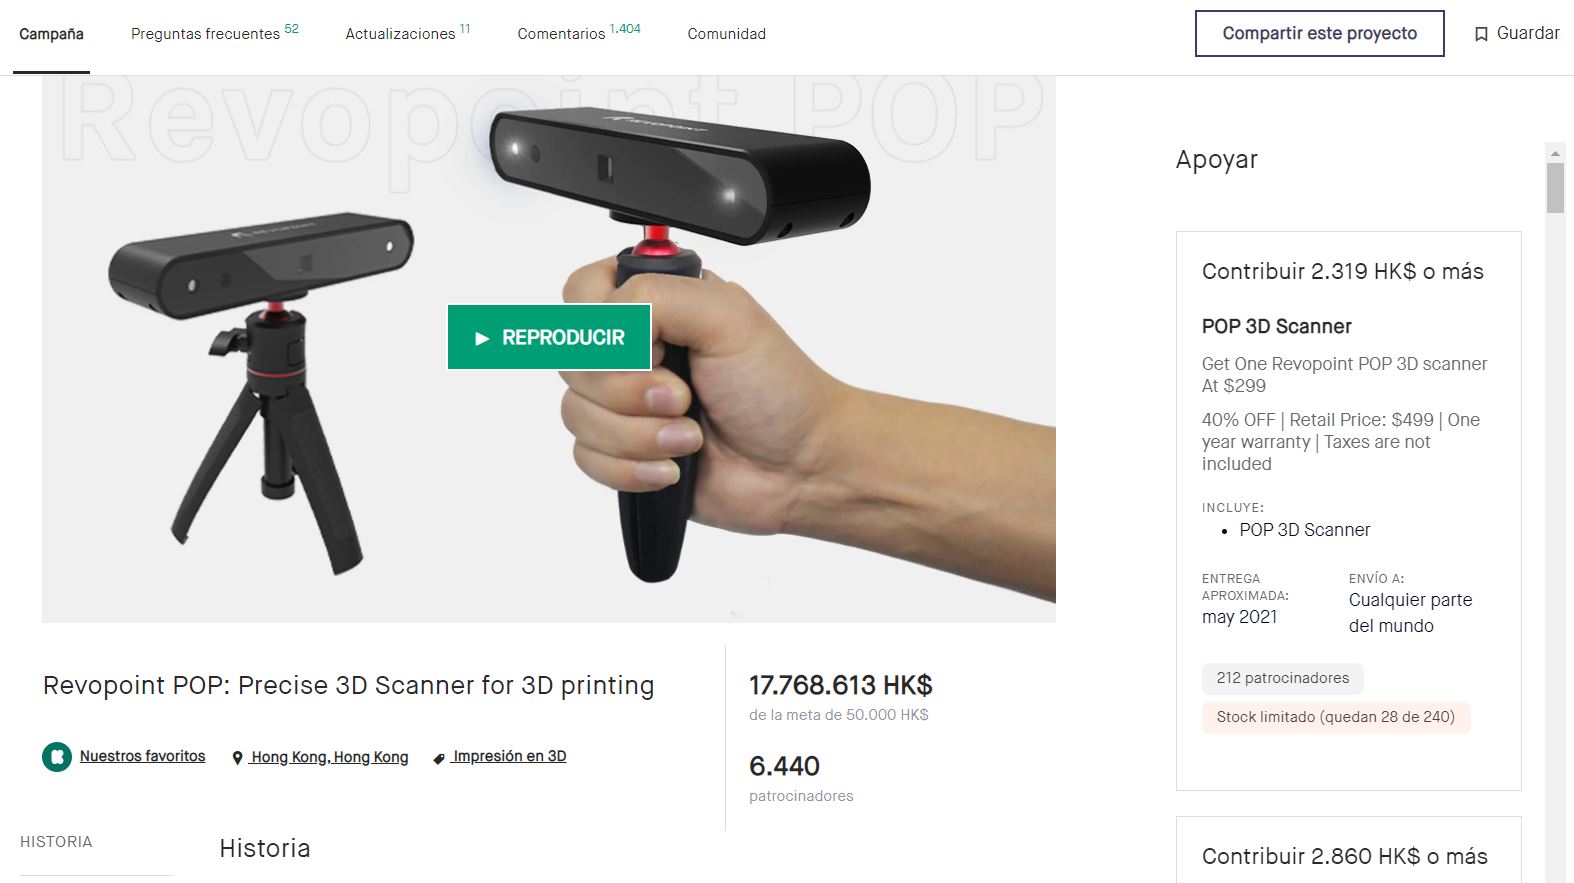 Campaña
Preguntas frecuentes 52
Actualizaciones 11
Comentarios 1.404
Comunidad
Compartir este proyecto
Guardar
Revopoint POP
REVOPOINT
REVOPOINT
REPRODUCIR
Revopoint POP: Precise 3D Scanner for 3D printing
Nuestros favoritos
Hong Kong, Hong Kong
Impresión en 3D
17.768.613 HK$
de la meta de 50.000 HK$
6.440
patrocinadores
HISTORIA
Historia
Apoyar
Contribuir 2.319 HK$ o más
POP 3D Scanner
Get One Revopoint POP 3D scanner
At $299
40% OFF | Retail Price: $499 | One
year warranty | Taxes are not
included
INCLUYE:
• POP 3D Scanner
ENTREGA
APROXIMADA:
may 2021
ENVÍO A:
Cualquier parte
del mundo
212 patrocinadores
Stock limitado (quedan 28 de 240)
Contribuir 2.860 HK$ o más